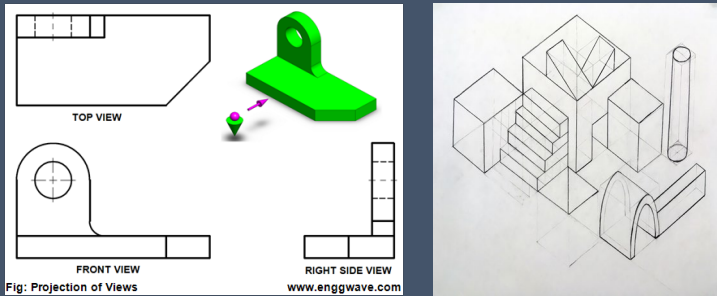 TOP VIEW
FRONT VIEW
RIGHT SIDE VIEW
Fig: Projection of Views
www.enggwave.com